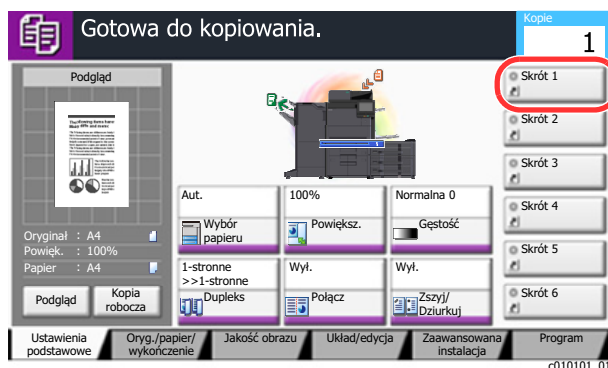 Gotowa do kopiowania.
Kopie
1
Podgląd
Skrót 1
Skrót 2
Skrót 3
Skrót 4
Skrót 5
Skrót 6
1
Oryginał : A4
Powięk. : 100%
Papier : A4
Podgląd
Kopia
robocza
Aut.
Wybór
papieru
100%
Powiększ.
Normalna 0
Gęstość
1-stronne
>>1-stronne
Dupleks
Wył.
Połącz
Wył.
Zszyj/
Dziurkuj
Ustawienia
podstawowe
Oryg./papier/
wykończenie
Jakość obrazu
Układ/edycja
Zaawansowana
instalacja
Program
c010101_01